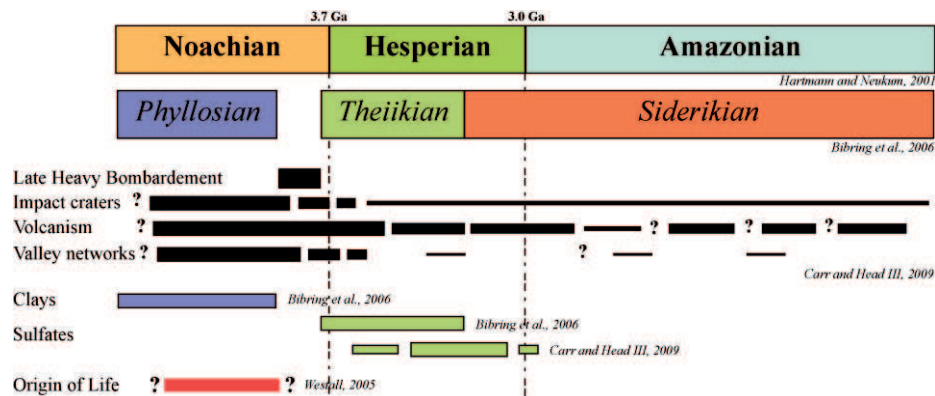 3.7 Ga 3.0 Ga
Noachian Hesperian Amazonian
Hartmann and Neukum, 2001
Phyllosian Theiikian Siderikian
Bibring et al., 2006
Late Heavy Bombardement
Impact craters ?
Volcanism ? ? ? ?
Valley networks ? ?
Carr and Head III, 2009
Clays Bibring et al., 2006
Sulfates Bibring et al., 2006
Carr and Head III, 2009
Origin of Life ? ? Westall, 2005